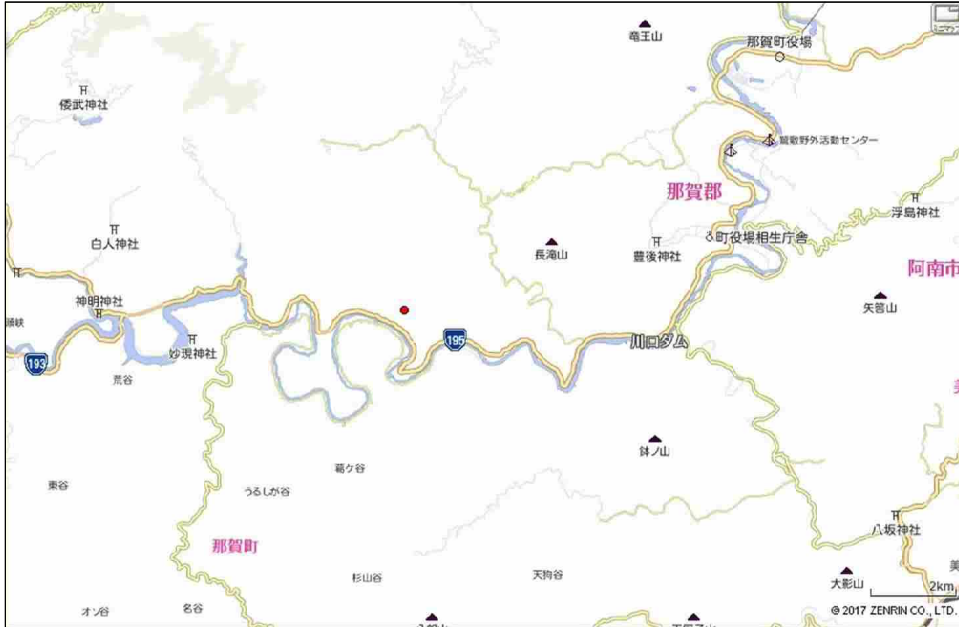 竜王山
那賀町役場
倭武神社
鷲敷野外活動センター
那賀郡
浮島神社
白人神社
町役場相生庁舎
長滝山
豊後神社
阿南市
神明神社
矢筈山
195
川口ダム
妙現神社
193
荒谷
鉢ノ山
葛ケ谷
東谷
うるしが谷
八坂神社
那賀町
天狗谷
杉山谷
大影山
美
2km
オソ谷
名谷
© 2017 ZENRIN CO., LTD.